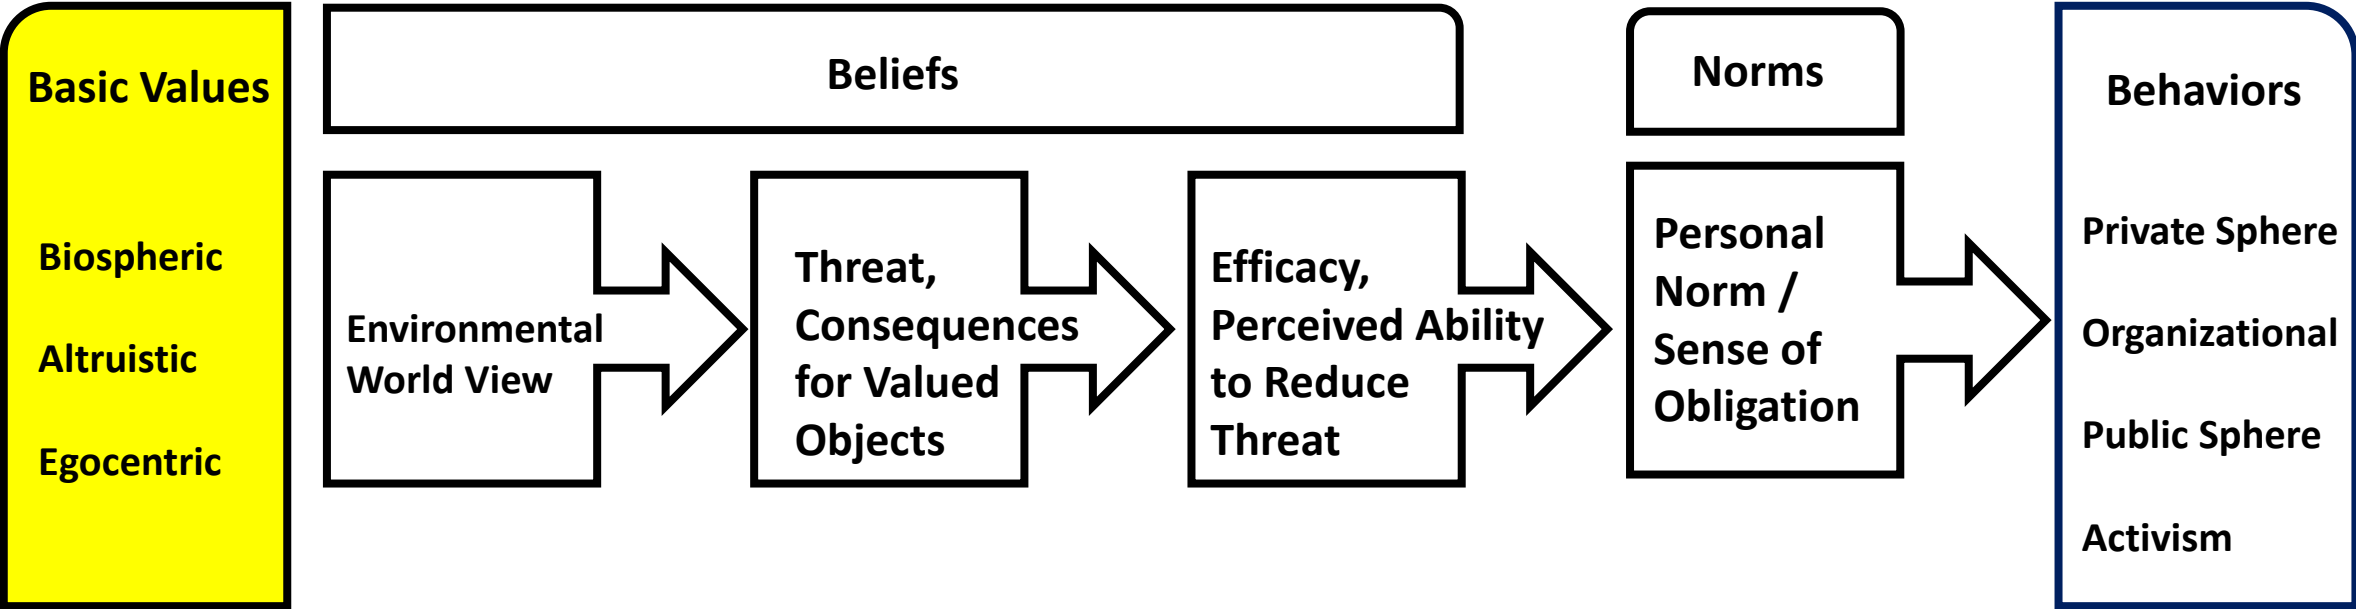 Basic Values
Biospheric
Altruistic
Egocentric
Beliefs
Environmental
World View
Threat,
Consequences
for Valued
Objects
Efficacy,
Perceived Ability
to Reduce
Threat
Norms
Personal
Norm /
Sense of
Obligation
Behaviors
Private Sphere
Organizational
Public Sphere
Activism